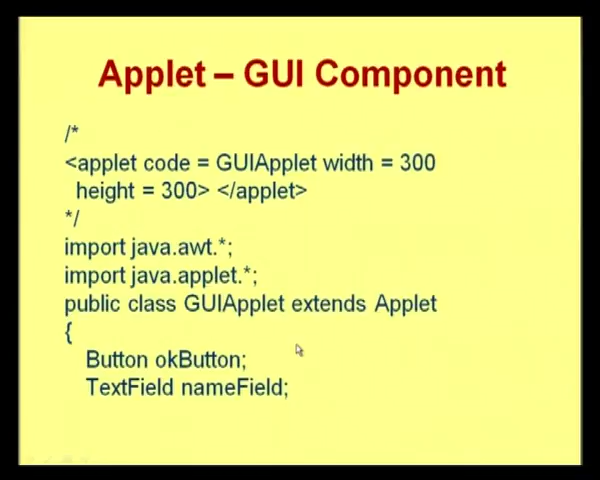 Applet – GUI Component
/*
<applet code = GUIApplet width = 300
height = 300> </applet>
*/
import java.awt.*;
import java.applet.*;
public class GUIApplet extends Applet
{
Button okButton;
TextField nameField;